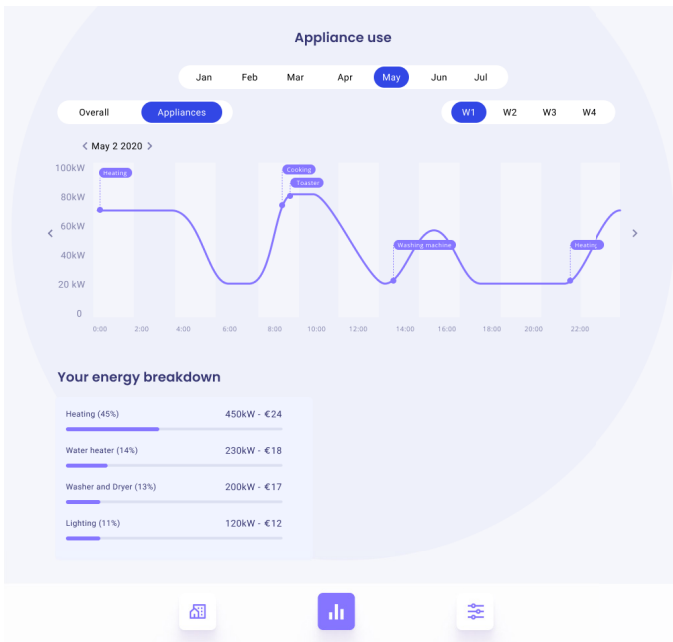 Appliance use
Jan Feb Mar Apr May Jun Jul
Overall Appliances W1 W2 W3 W4
< May 2 2020 >
100kW
80kW
60kW
40kW
20 kW
0
Heating
Cooking
Toaster
Washing machine
Heating
0:00 2:00 4:00 6:00 8:00 10:00 12:00 14:00 16:00 18:00 20:00 22:00
Your energy breakdown
Heating (45%) 450kW - €24
Water heater (14%) 230kW - €18
Washer and Dryer (13%) 200kW - €17
Lighting (11%) 120kW - €12